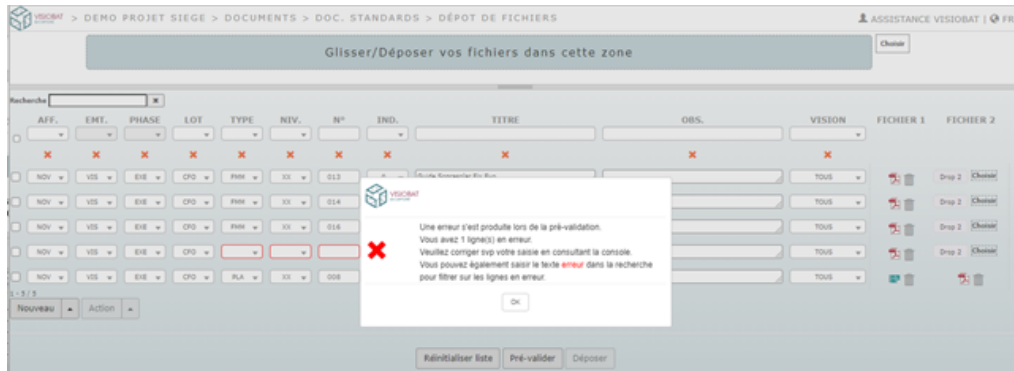 VISIOBAT > DEMO PROJET SIEGE > DOCUMENTS > DOC. STANDARDS > DÉPOT DE FICHIERS
ASSISTANCE VISIOBAT | FR
Glisser/Déposer vos fichiers dans cette zone
Choisir
Recherche
AFF. EMT. PHASE LOT TYPE NIV. N° IND. TITRE OBS. VISION FICHIER 1 FICHIER 2
NOV VIS EXE CFO XX 013 TOUS Drop 2 Choisir
NOV VIS EXE CFO XX 014 TOUS Drop 2 Choisir
NOV VIS EXE CFO XX 016 TOUS Drop 2 Choisir
NOV VIS EXE CFO TOUS Drop 2 Choisir
NOV VIS EXE CFO PLA XX 008 TOUS
1 - 5 / 5
Nouveau Action
VISIOBAT
Une erreur s'est produite lors de la pré-validation.
Vous avez 1 ligne(s) en erreur.
Veuillez corriger svp votre saisie en consultant la console.
Vous pouvez également saisir le texte erreur dans la recherche
pour filtrer sur les lignes en erreur.
OK
Réinitialiser liste Pré-valider Déposer